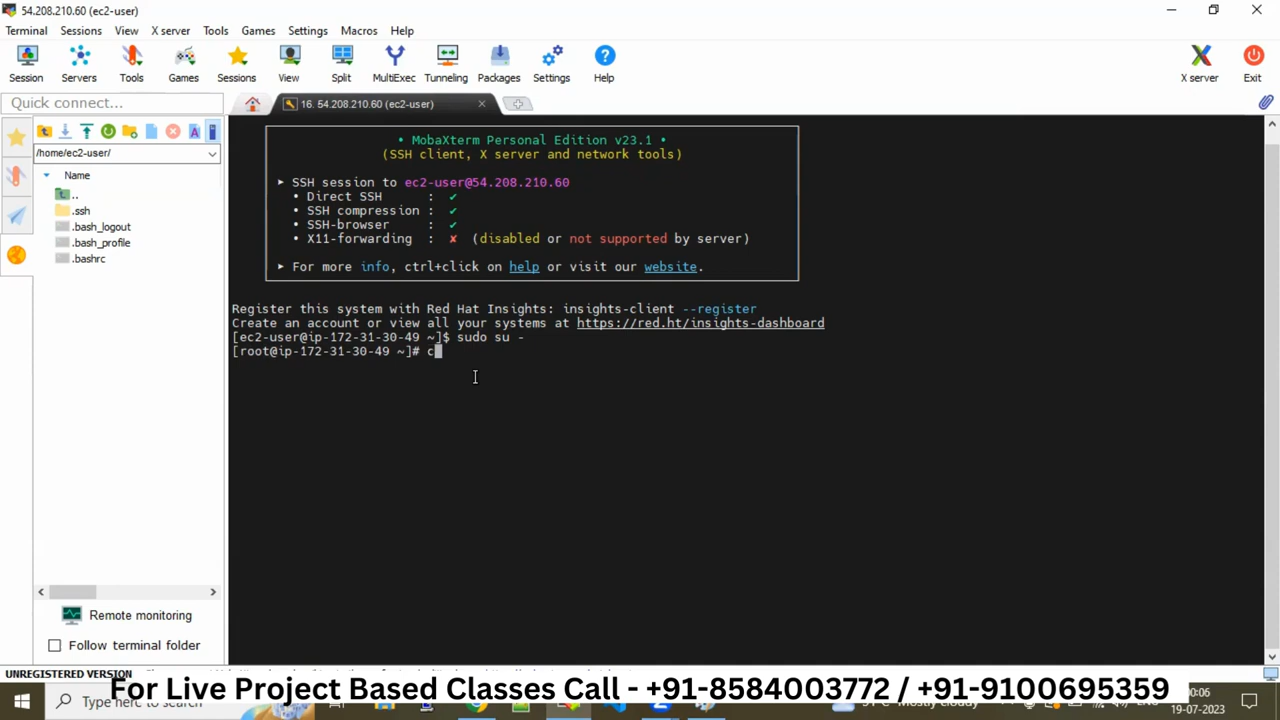 54.208.210.60 (ec2-user)
Terminal Sessions View X server Tools Games Settings Macros Help
Session Servers Tools Games Sessions View Split MultiExec Tunneling Packages Settings Help X server Exit
Quick connect...
16. 54.208.210.60 (ec2-user)
/home/ec2-user/
Name
..
.ssh
.bash_logout
.bash_profile
.bashrc
• MobaXterm Personal Edition v23.1 •
(SSH client, X server and network tools)
► SSH session to ec2-user@54.208.210.60
• Direct SSH : ✔
• SSH compression : ✔
• SSH-browser : ✔
• X11-forwarding : ✘ (disabled or not supported by server)
► For more info, ctrl+click on help or visit our website.
Register this system with Red Hat Insights: insights-client --register
Create an account or view all your systems at https://red.ht/insights-dashboard
[ec2-user@ip-172-31-30-49 ~]$ sudo su -
[root@ip-172-31-30-49 ~]# c
Remote monitoring
Follow terminal folder
UNREGISTERED VERSION
For Live Project Based Classes Call - +91-8584003772 / +91-9100695359
Type here to search
00:06
19-07-2023